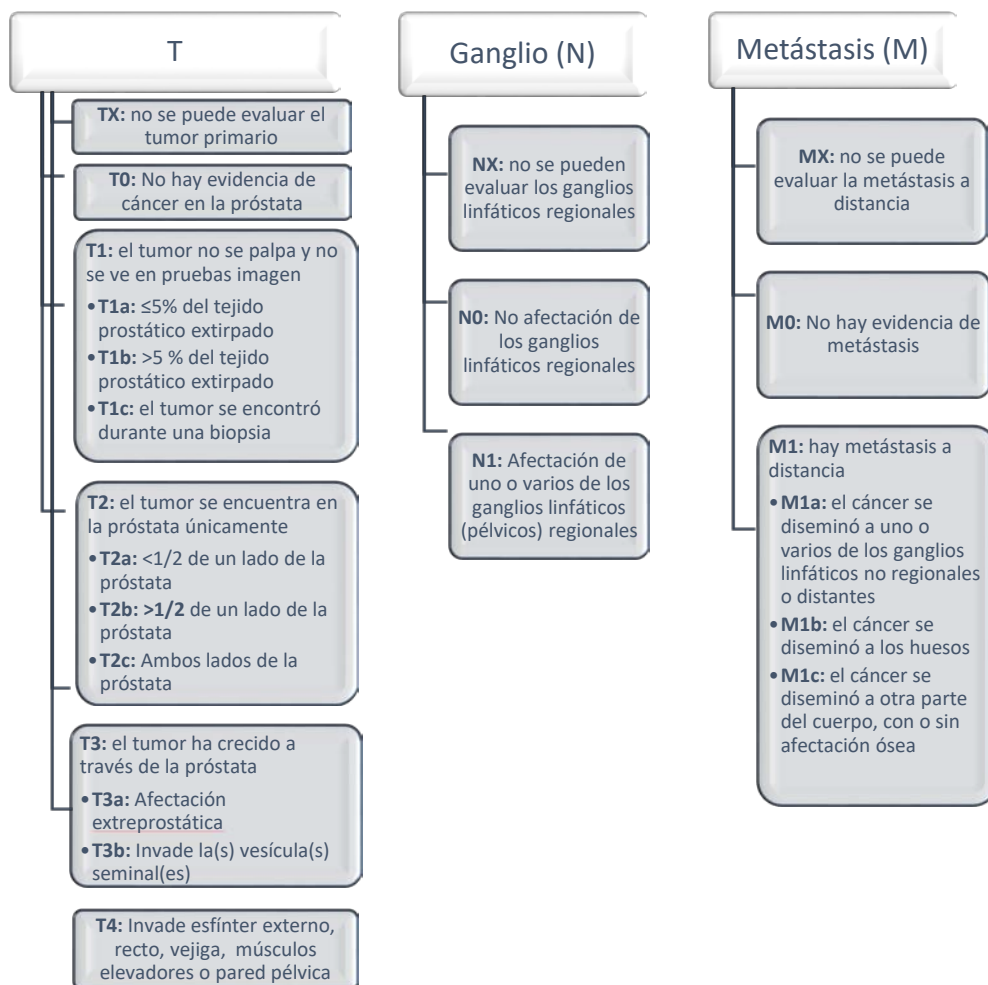 T
TX: no se puede evaluar el
tumor primario
T0: No hay evidencia de
cáncer en la próstata
T1: el tumor no se palpa y no
se ve en pruebas imagen
•T1a: ≤5% del tejido
prostático extirpado
•T1b: >5 % del tejido
prostático extirpado
•T1c: el tumor se encontró
durante una biopsia
T2: el tumor se encuentra en
la próstata únicamente
•T2a: <1/2 de un lado de la
próstata
•T2b: >1/2 de un lado de la
próstata
•T2c: Ambos lados de la
próstata
T3: el tumor ha crecido a
través de la próstata
•T3a: Afectación
extreprostática
•T3b: Invade la(s) vesícula(s)
seminal(es)
T4: Invade esfínter externo,
recto, vejiga, músculos
elevadores o pared pélvica
Ganglio (N)
NX: no se pueden
evaluar los ganglios
linfáticos regionales
N0: No afectación de
los ganglios
linfáticos regionales
N1: Afectación de
uno o varios de los
ganglios linfáticos
(pélvicos) regionales
Metástasis (M)
MX: no se puede
evaluar la metástasis a
distancia
M0: No hay evidencia de
metástasis
M1: hay metástasis a
distancia
•M1a: el cáncer se
diseminó a uno o
varios de los ganglios
linfáticos no regionales
o distantes
•M1b: el cáncer se
diseminó a los huesos
•M1c: el cáncer se
diseminó a otra parte
del cuerpo, con o sin
afectación ósea